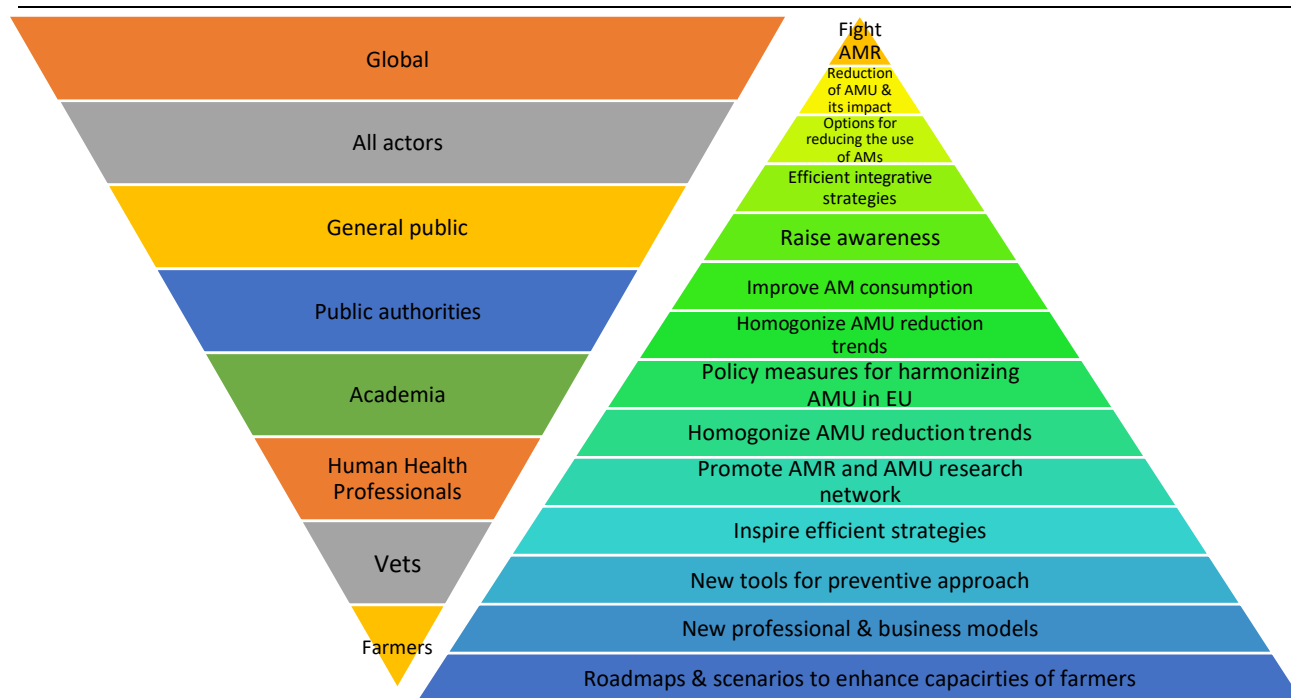 Global
All actors
General public
Public authorities
Academia
Human Health
Professionals
Vets
Farmers
Fight
AMR
Reduction
of AMU &
its impact
Options for
reducing the use
of AMs
Efficient integrative
strategies
Raise awareness
Improve AM consumption
Homogonize AMU reduction
trends
Policy measures for harmonizing
AMU in EU
Homogonize AMU reduction trends
Promote AMR and AMU research
network
Inspire efficient strategies
New tools for preventive approach
New professional & business models
Roadmaps & scenarios to enhance capacirties of farmers